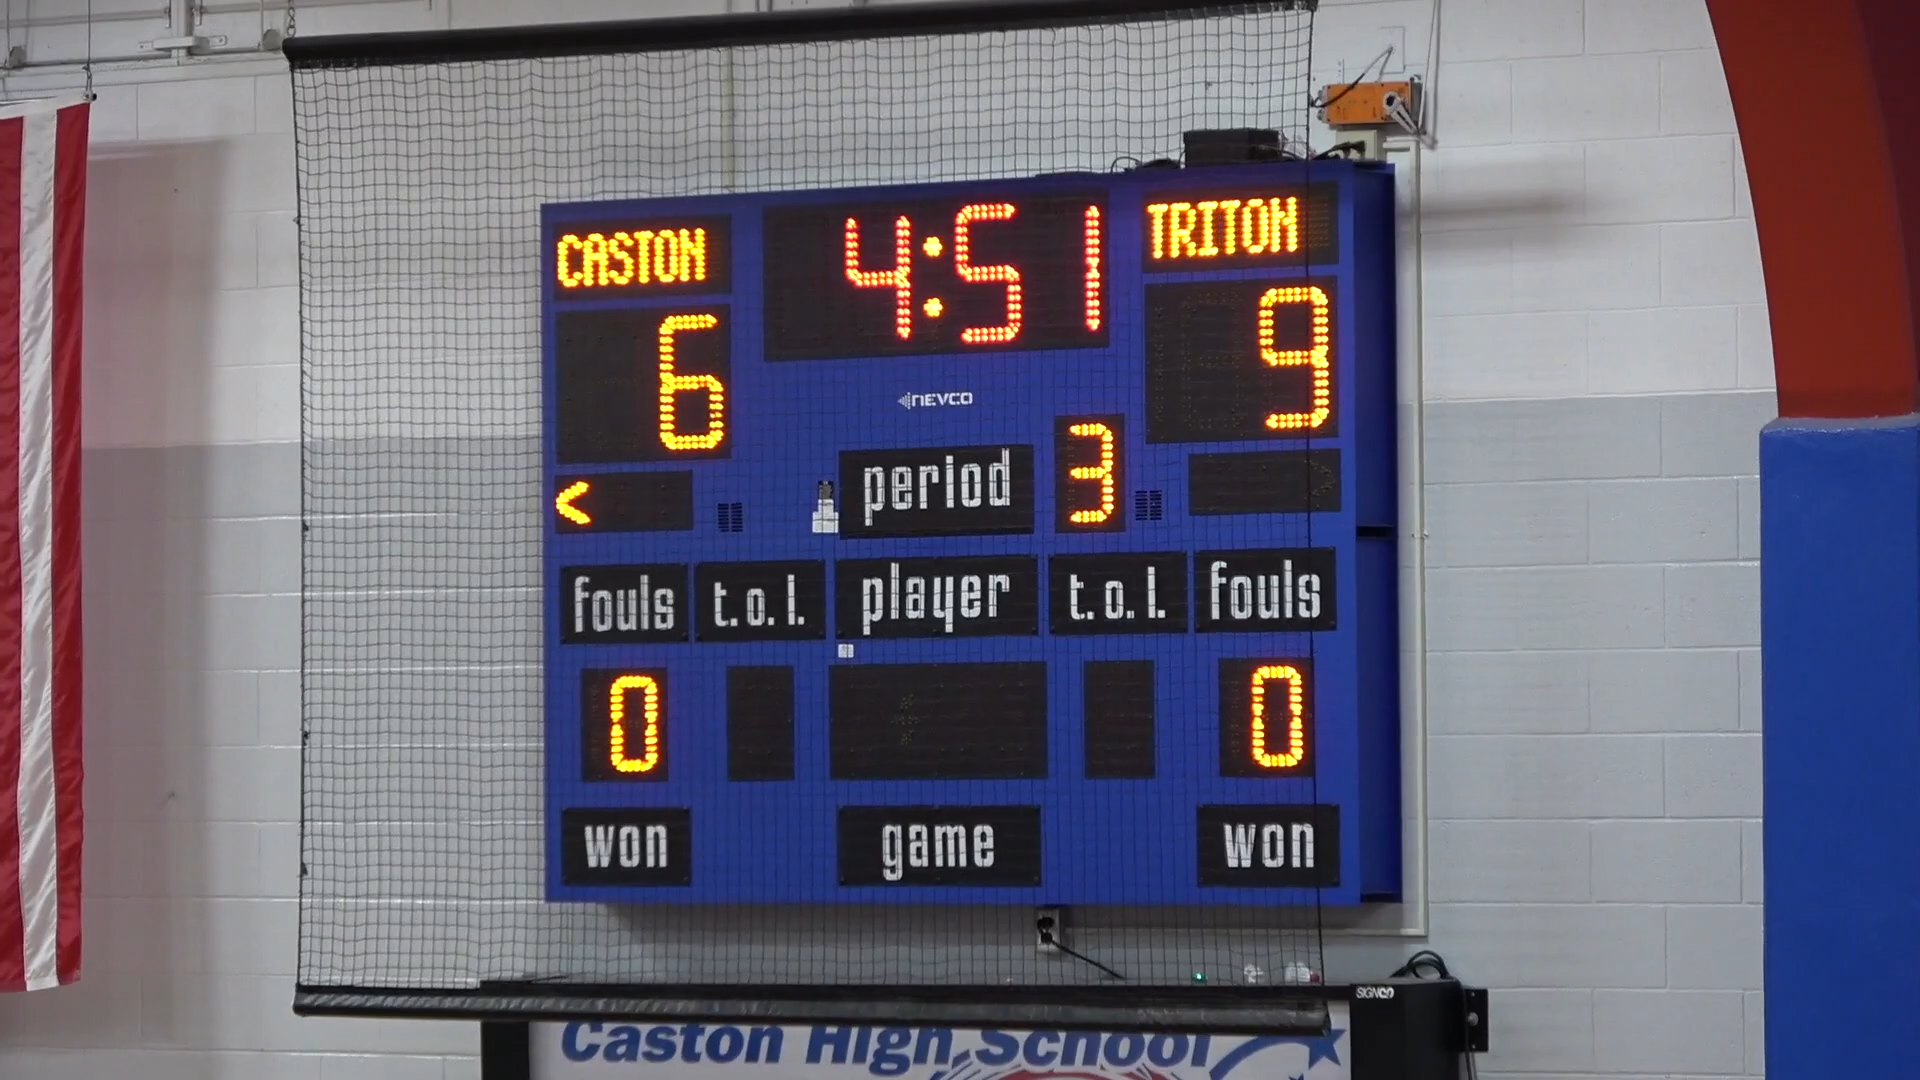 CASTON 4:51 TRITON
6 9
NEVCO
< period 3
fouls t.o.l. player t.o.l. fouls
0 0
won game won
SIGNCO
Caston High School